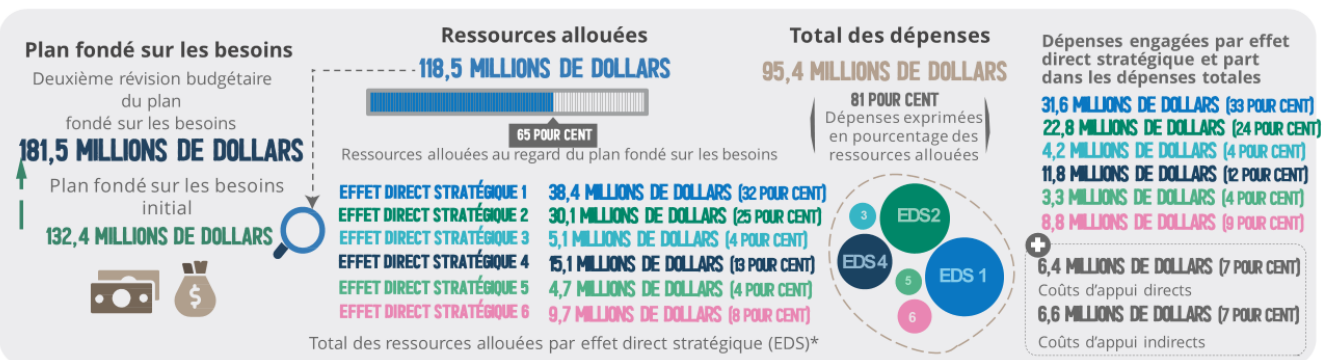 Plan fondé sur les besoins
Deuxième révision budgétaire
du plan
fondé sur les besoins
181,5 MILLIONS DE DOLLARS
Plan fondé sur les besoins
initial
132,4 MILLIONS DE DOLLARS
$
Ressources allouées
118,5 MILLIONS DE DOLLARS
65 POUR CENT
Ressources allouées au regard du plan fondé sur les besoins
EFFET DIRECT STRATÉGIQUE 1 38,4 MILLIONS DE DOLLARS (32 POUR CENT)
EFFET DIRECT STRATÉGIQUE 2 30,1 MILLIONS DE DOLLARS (25 POUR CENT)
EFFET DIRECT STRATÉGIQUE 3 5,1 MILLIONS DE DOLLARS (4 POUR CENT)
EFFET DIRECT STRATÉGIQUE 4 15,1 MILLIONS DE DOLLARS (13 POUR CENT)
EFFET DIRECT STRATÉGIQUE 5 4,7 MILLIONS DE DOLLARS (4 POUR CENT)
EFFET DIRECT STRATÉGIQUE 6 9,7 MILLIONS DE DOLLARS (8 POUR CENT)
Total des ressources allouées par effet direct stratégique (EDS)*
Total des dépenses
95,4 MILLIONS DE DOLLARS
81 POUR CENT
Dépenses exprimées
en pourcentage des
ressources allouées
3
EDS2
EDS 4
EDS 1
5
6
Dépenses engagées par effet
direct stratégique et part
dans les dépenses totales
31,6 MILLIONS DE DOLLARS (33 POUR CENT)
22,8 MILLIONS DE DOLLARS (24 POUR CENT)
4,2 MILLIONS DE DOLLARS (4 POUR CENT)
11,8 MILLIONS DE DOLLARS (12 POUR CENT)
3,3 MILLIONS DE DOLLARS (4 POUR CENT)
8,8 MILLIONS DE DOLLARS (9 POUR CENT)
6,4 MILLIONS DE DOLLARS (7 POUR CENT)
Coûts d'appui directs
6,6 MILLIONS DE DOLLARS (7 POUR CENT)
Coûts d'appui indirects